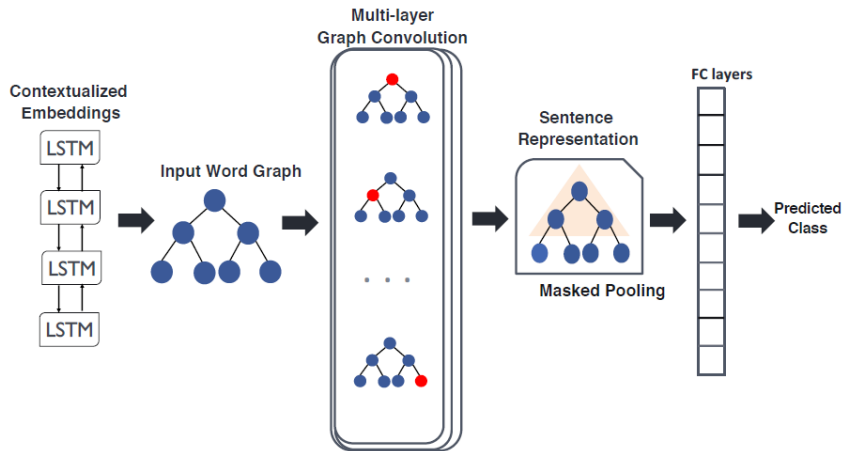 Contextualized
Embeddings
LSTM
LSTM
LSTM
LSTM
Input Word Graph
Multi-layer
Graph Convolution
. . .
Sentence
Representation
Masked Pooling
FC layers
Predicted
Class